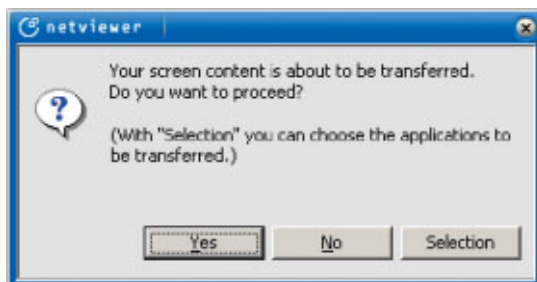 netviewer
Your screen content is about to be transferred.
Do you want to proceed?
(With "Selection" you can choose the applications to
be transferred.)
Yes No Selection